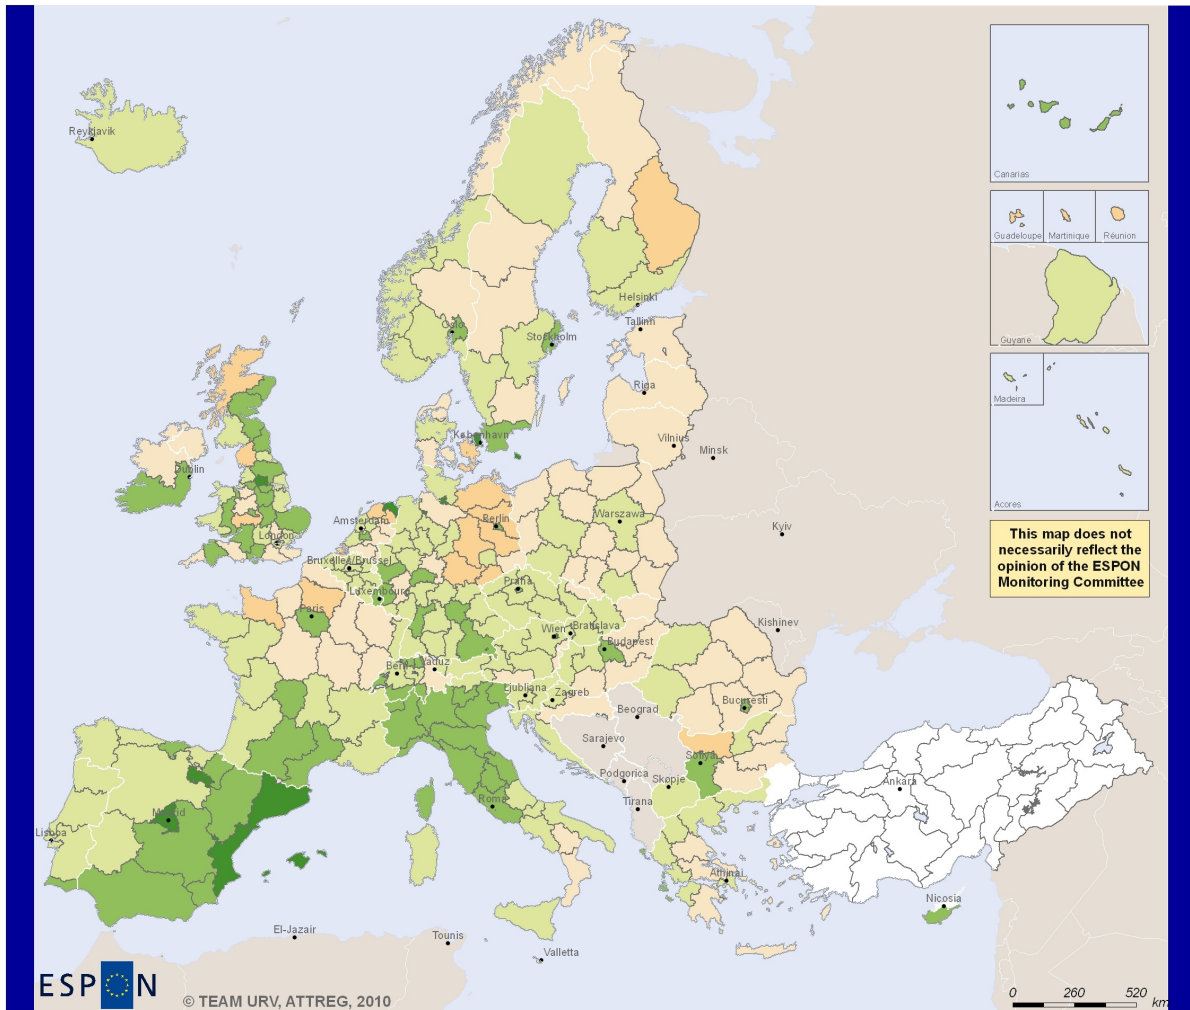 Reykjavik
Canarias
Guadeloupe
Martinique
Réunion
Guyane
Madeira
Acores
This map does not
necessarily reflect the
opinion of the ESPON
Monitoring Committee
Oslo
Stockholm
Helsinki
Tallinn
Riga
Vilnius
Minsk
København
Dublin
London
Amsterdam
Berlin
Warszawa
Kyiv
Bruxelles/Brussel
Luxembourg
Praha
Paris
Wien
Bratislava
Budapest
Kishinev
Bern
Vaduz
Ljubljana
Zagreb
Beograd
Bucuresti
Sarajevo
Sofiya
Podgorica
Skopje
Tirana
Roma
Madrid
Lisboa
Ankara
Athinai
Nicosia
El-Jazair
Tounis
Valletta
ESPON
© TEAM URV, ATTREG, 2010
0 260 520
km